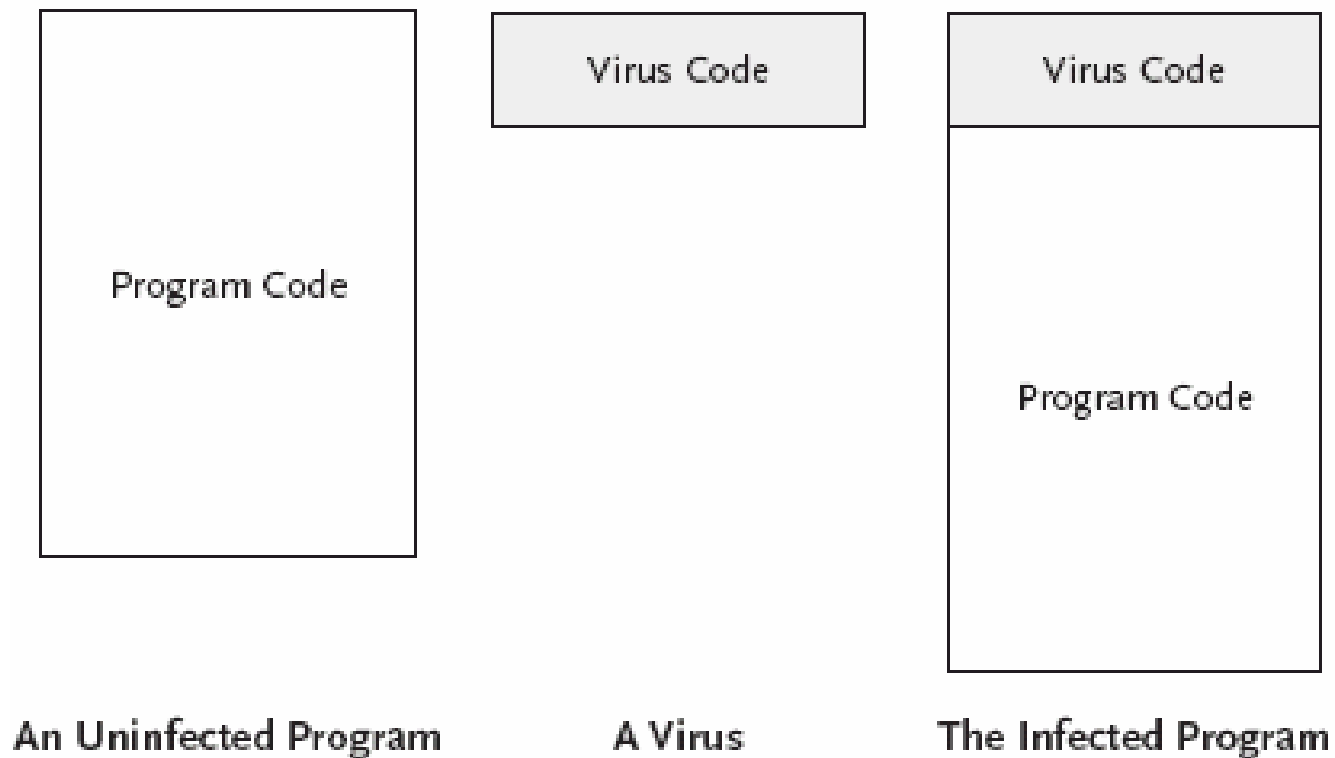 Virus Code
Virus Code
Program Code
Program Code
An Uninfected Program
A Virus
The Infected Program